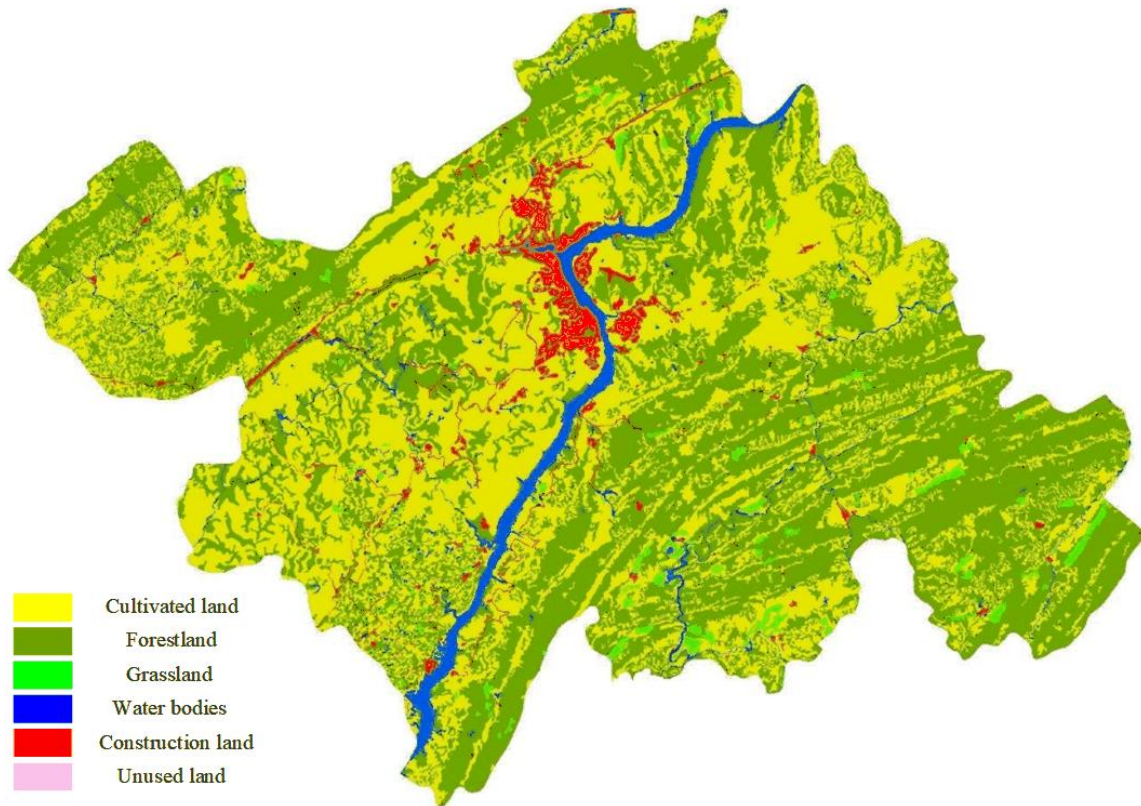 Cultivated land
Forestland
Grassland
Water bodies
Construction land
Unused land